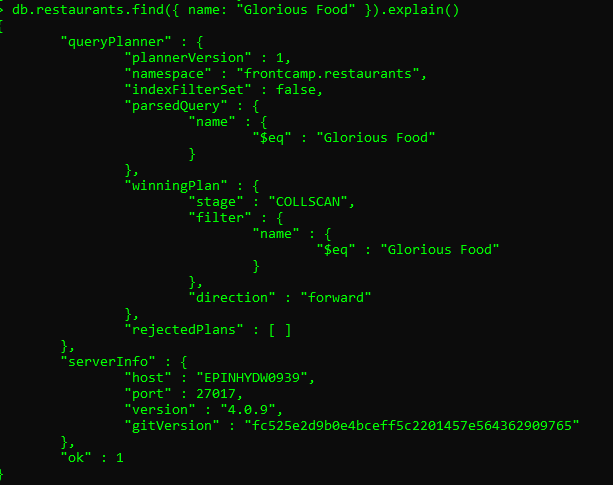 > db.restaurants.find({ name: "Glorious Food" }).explain()
{
        "queryPlanner" : {
                "plannerVersion" : 1,
                "namespace" : "frontcamp.restaurants",
                "indexFilterSet" : false,
                "parsedQuery" : {
                        "name" : {
                                "$eq" : "Glorious Food"
                        }
                },
                "winningPlan" : {
                        "stage" : "COLLSCAN",
                        "filter" : {
                                "name" : {
                                        "$eq" : "Glorious Food"
                                }
                        },
                        "direction" : "forward"
                },
                "rejectedPlans" : [ ]
        },
        "serverInfo" : {
                "host" : "EPINHYDW0939",
                "port" : 27017,
                "version" : "4.0.9",
                "gitVersion" : "fc525e2d9b0e4bceff5c2201457e564362909765"
        },
        "ok" : 1
}